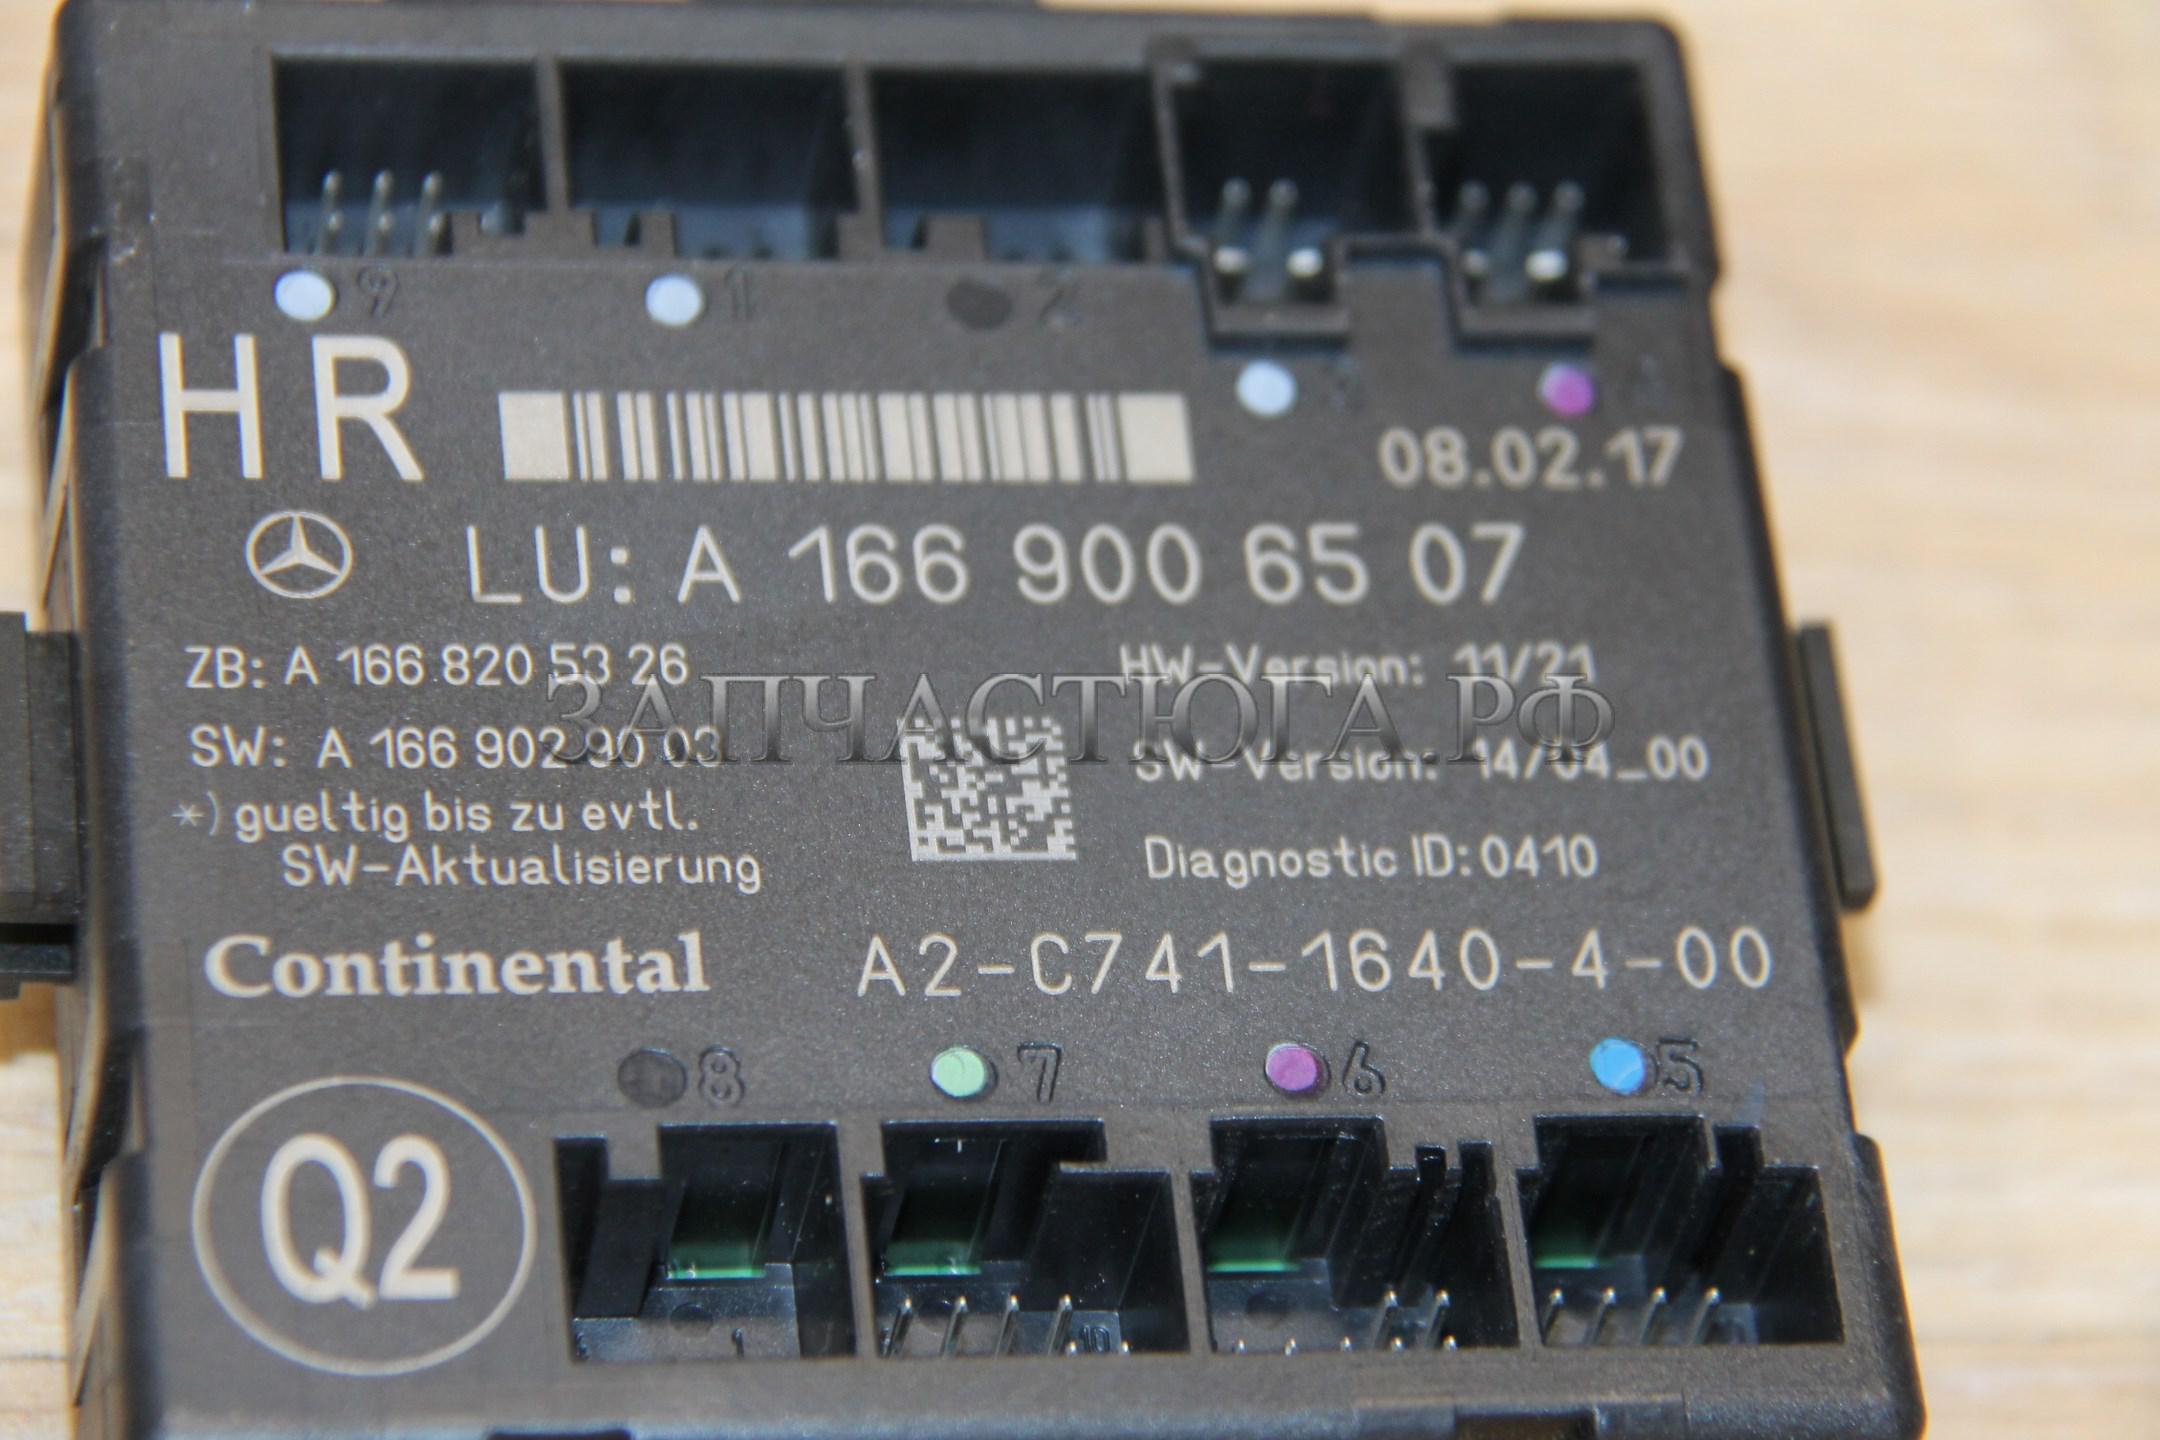 9 1 2
HR
3 4
08.02.17
LU: A 166 900 65 07
ZB: A 166 820 53 26
HW-Version: 11/21
ЗАПЧАСТЮГА.РФ
SW: A 166 902 90 03
SW-Version: 14/04_00
*) gueltig bis zu evtl.
SW-Aktualisierung
Diagnostic ID: 0410
Continental
A2-C741-1640-4-00
8 7 6 5
Q2
1 10